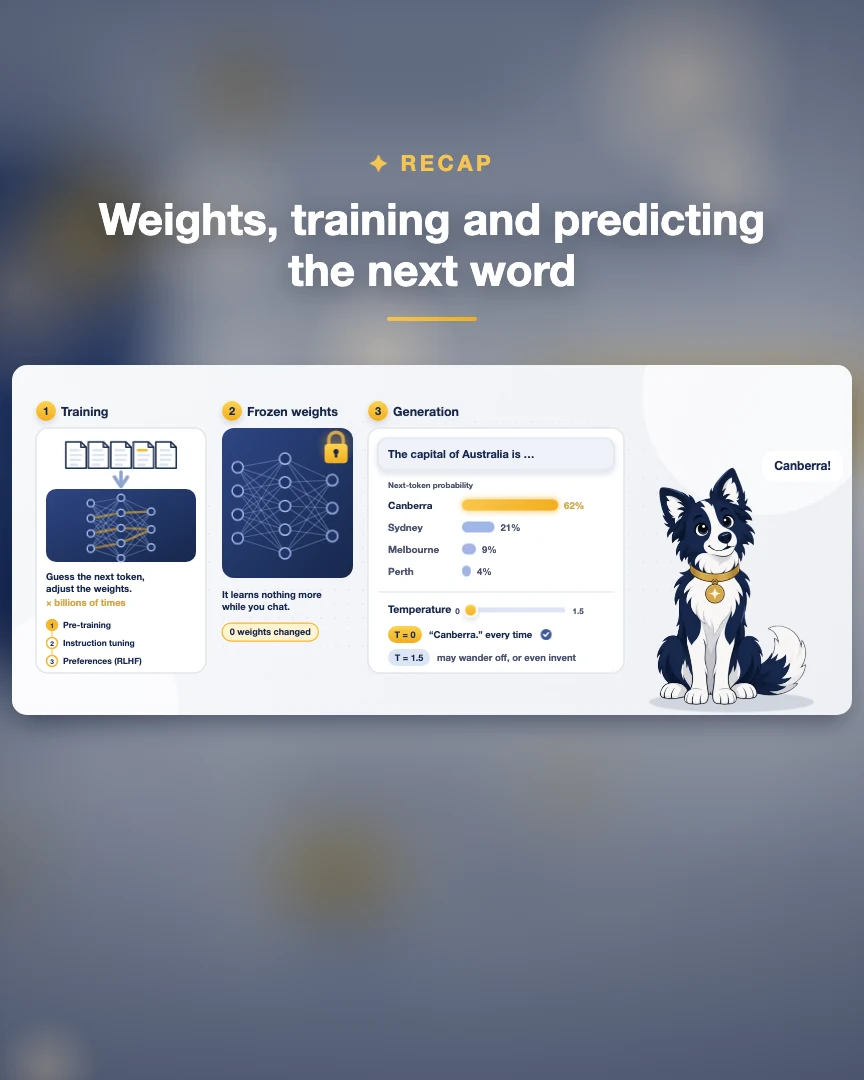 RECAP
Weights, training and predicting
the next word
1 Training
Guess the next token,
adjust the weights.
× billions of times
1 Pre-training
2 Instruction tuning
3 Preferences (RLHF)
2 Frozen weights
It learns nothing more
while you chat.
0 weights changed
3 Generation
The capital of Australia is ...
Next-token probability
Canberra 62%
Sydney 21%
Melbourne 9%
Perth 4%
Temperature 0 1.5
T = 0 “Canberra.” every time
T = 1.5 may wander off, or even invent
Canberra!